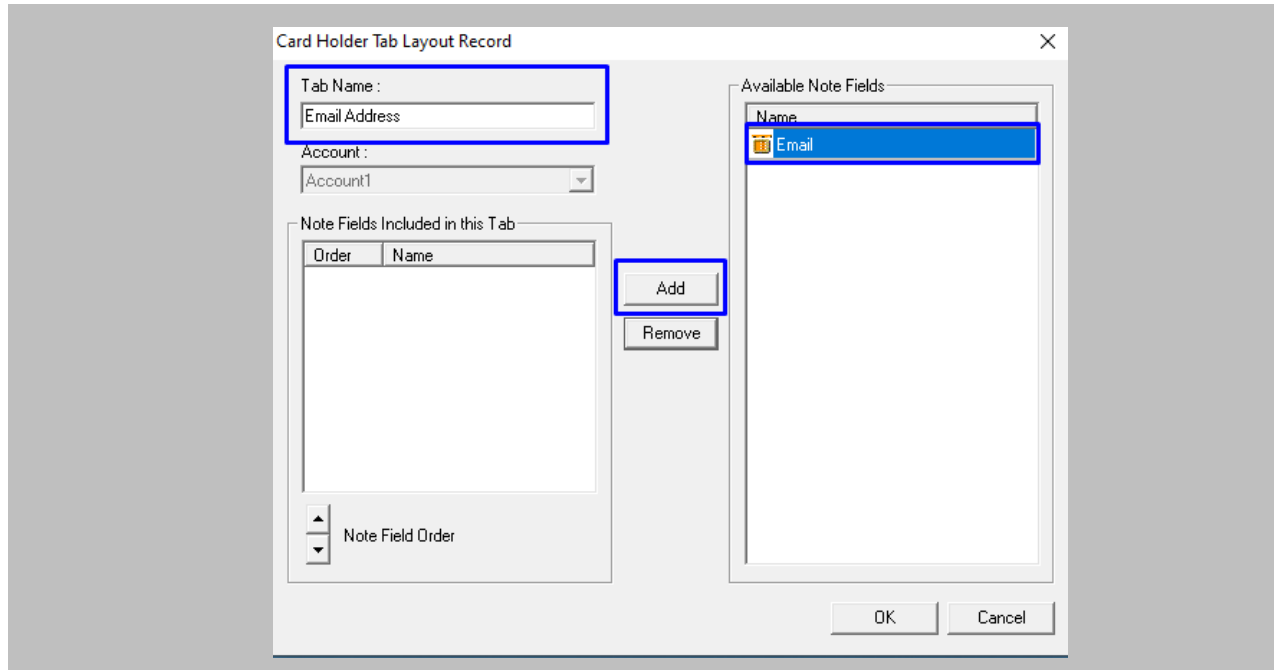 Card Holder Tab Layout Record
Tab Name :
Email Address
Account :
Account1
Note Fields Included in this Tab
Order Name
Note Field Order
Add
Remove
Available Note Fields
Name
Email
OK Cancel